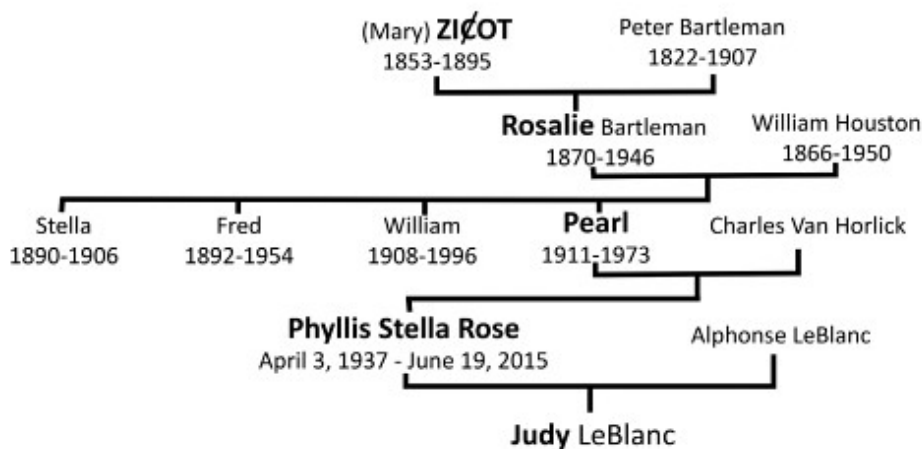 (Mary) ZIȻOT
1853-1895
Peter Bartleman
1822-1907
Rosalie Bartleman
1870-1946
William Houston
1866-1950
Stella
1890-1906
Fred
1892-1954
William
1908-1996
Pearl
1911-1973
Charles Van Horlick
Phyllis Stella Rose
April 3, 1937 - June 19, 2015
Alphonse LeBlanc
Judy LeBlanc